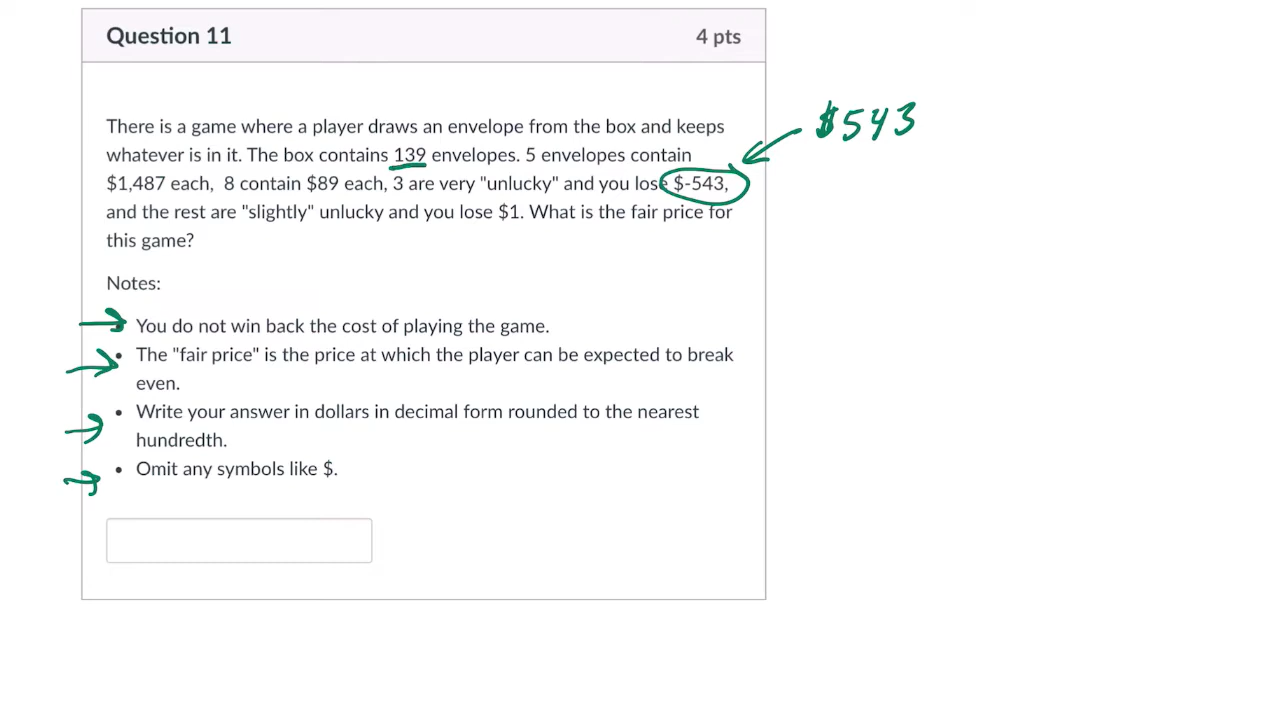 Question 11
4 pts
$543
There is a game where a player draws an envelope from the box and keeps
whatever is in it. The box contains 139 envelopes. 5 envelopes contain
$1,487 each, 8 contain $89 each, 3 are very "unlucky" and you lose $-543,
and the rest are "slightly" unlucky and you lose $1. What is the fair price for
this game?
Notes:
• You do not win back the cost of playing the game.
• The "fair price" is the price at which the player can be expected to break
even.
• Write your answer in dollars in decimal form rounded to the nearest
hundredth.
• Omit any symbols like $.